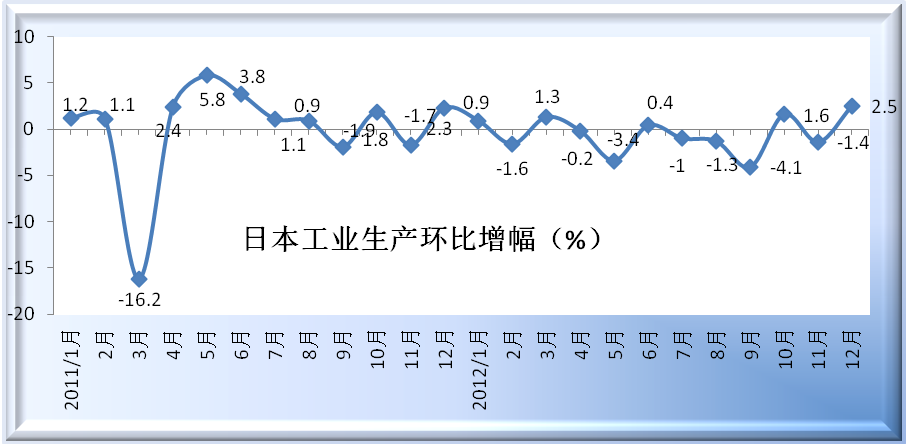 10
5
0
-5
-10
-15
-20
1.2
1.1
-16.2
2.4
5.8
3.8
1.1
0.9
-1.9
1.8
-1.7
2.3
0.9
-1.6
1.3
-0.2
-3.4
0.4
-1
-1.3
-4.1
1.6
-1.4
2.5
日本工业生产环比增幅（%）
2011/1月
2月
3月
4月
5月
6月
7月
8月
9月
10月
11月
12月
2012/1月
2月
3月
4月
5月
6月
7月
8月
9月
10月
11月
12月